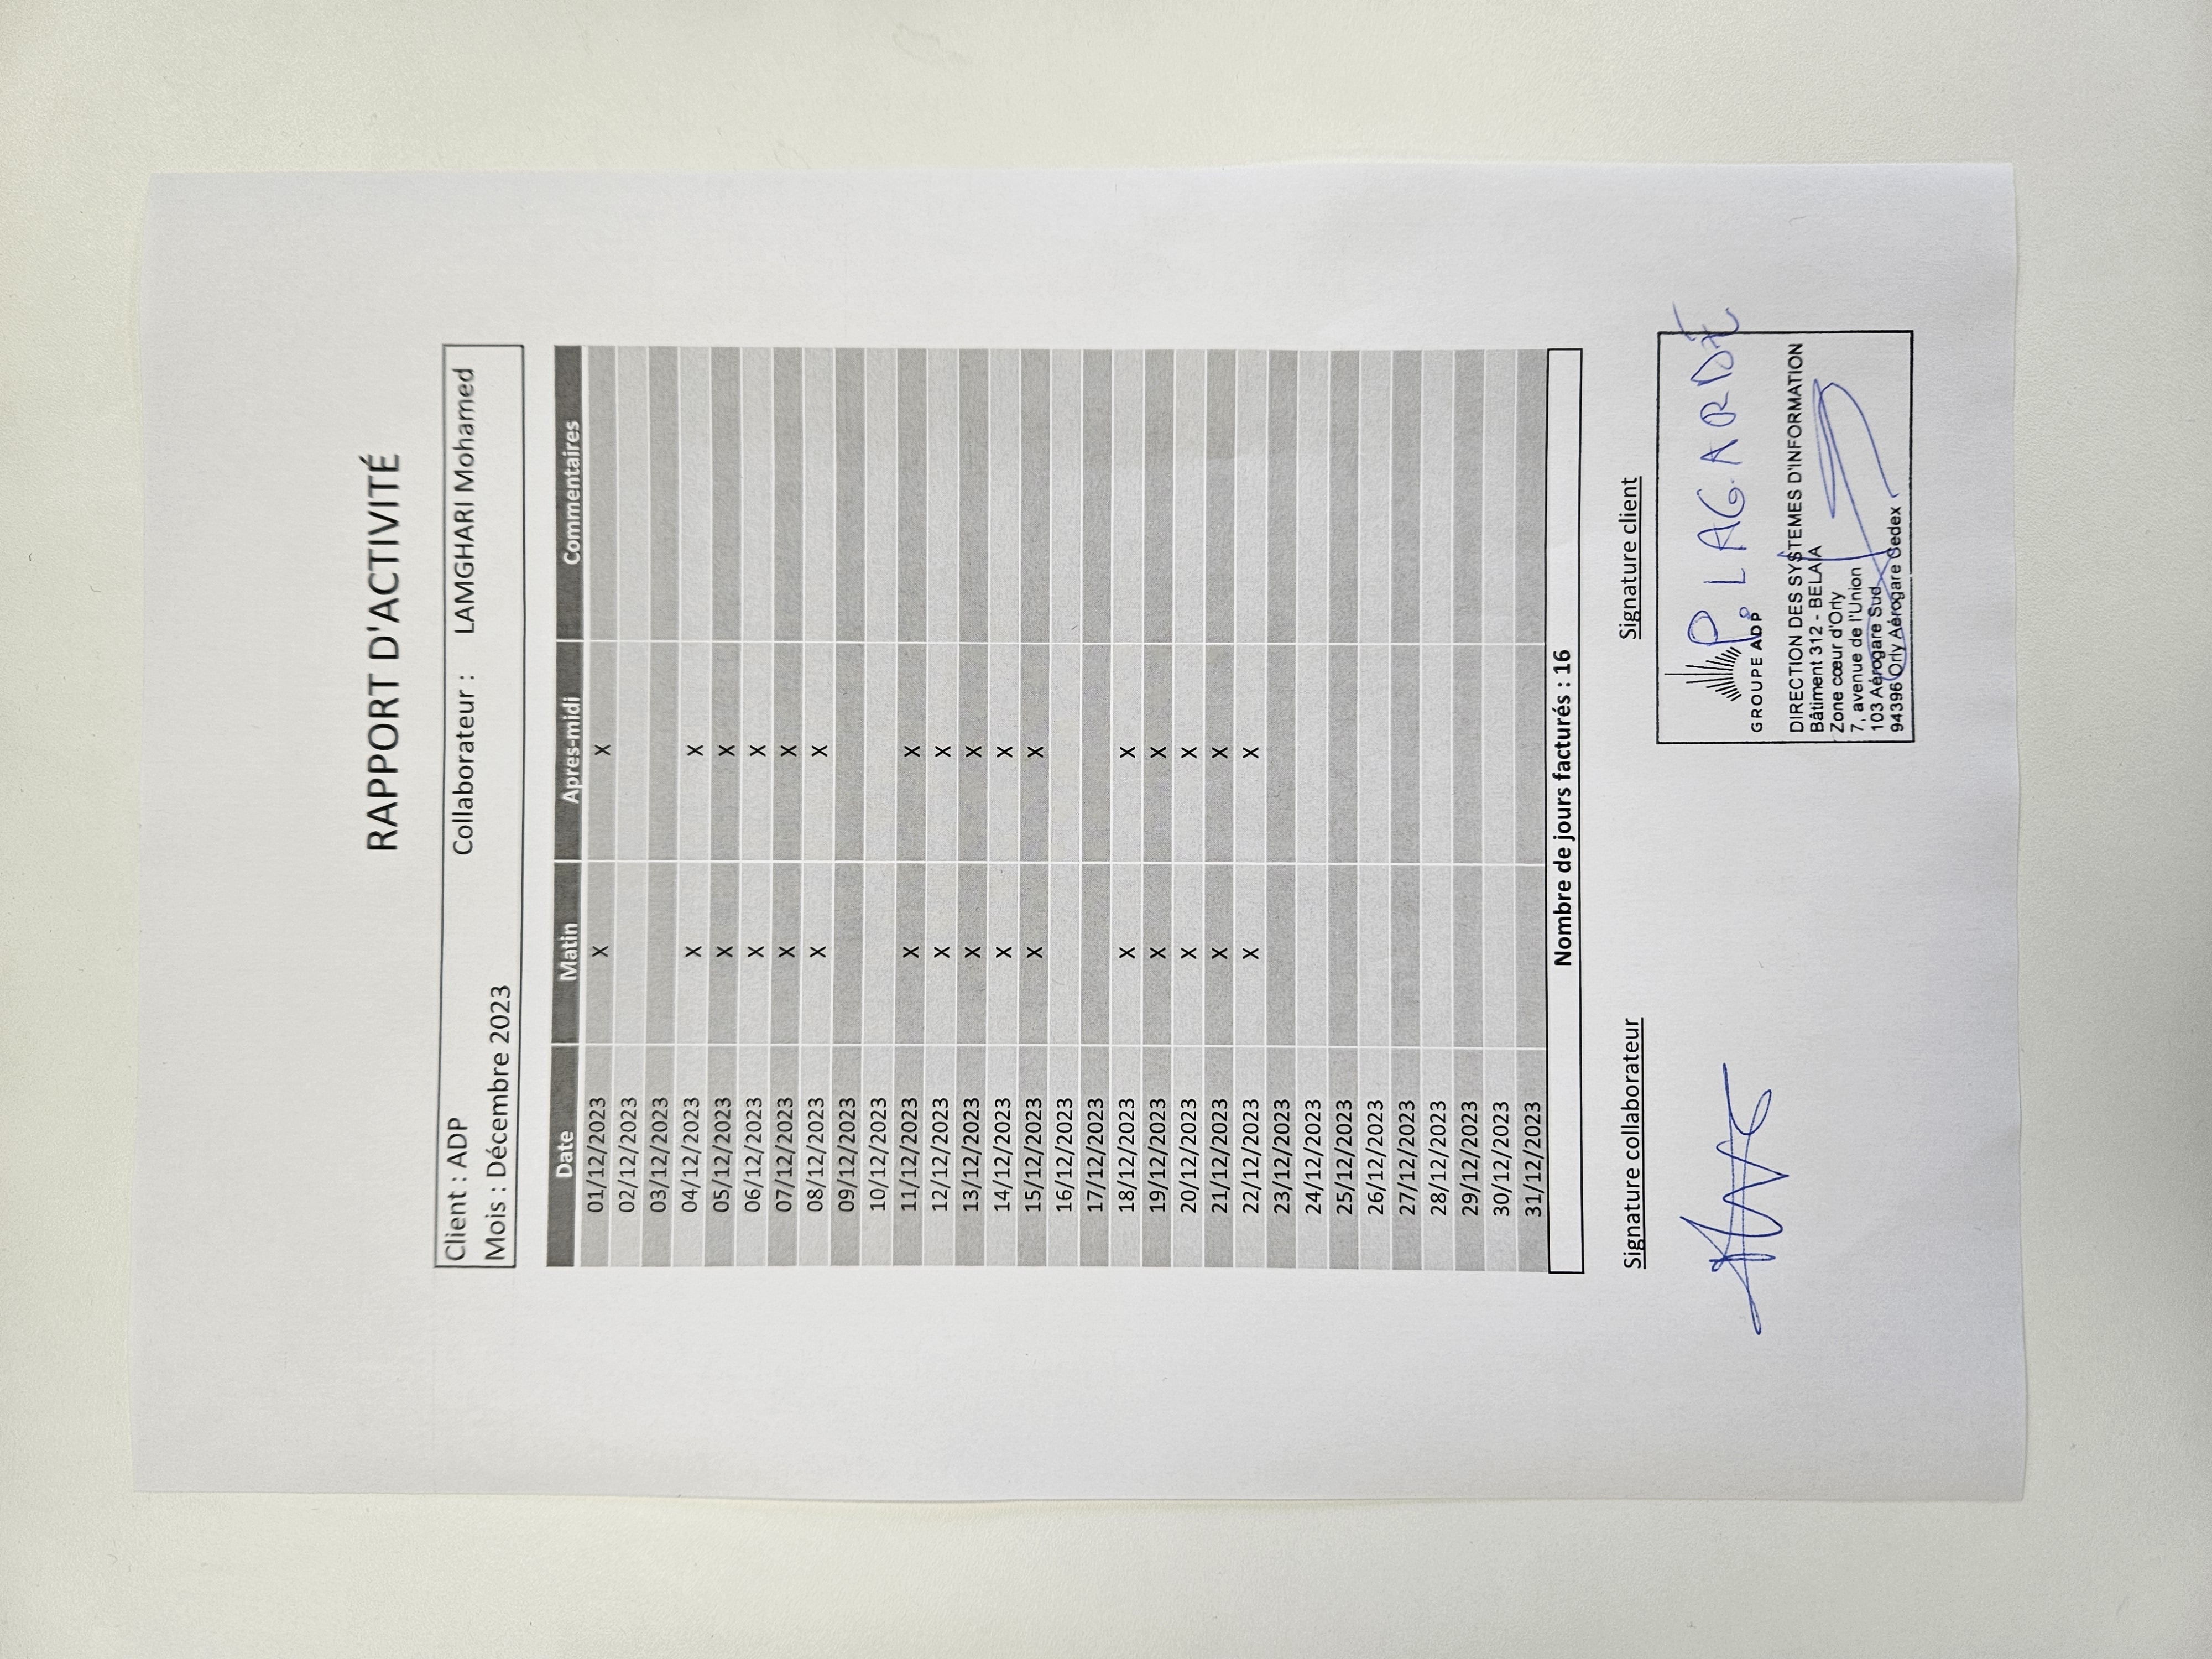 RAPPORT D'ACTIVITÉ
Client : ADP Collaborateur : LAMGHARI Mohamed
Mois : Décembre 2023
Date Matin Apres-midi Commentaires
01/12/2023 X X
02/12/2023
03/12/2023
04/12/2023 X X
05/12/2023 X X
06/12/2023 X X
07/12/2023 X X
08/12/2023 X X
09/12/2023
10/12/2023
11/12/2023 X X
12/12/2023 X X
13/12/2023 X X
14/12/2023 X X
15/12/2023 X X
16/12/2023
17/12/2023
18/12/2023 X X
19/12/2023 X X
20/12/2023 X X
21/12/2023 X X
22/12/2023 X X
23/12/2023
24/12/2023
25/12/2023
26/12/2023
27/12/2023
28/12/2023
29/12/2023
30/12/2023
31/12/2023
Nombre de jours facturés : 16
Signature collaborateur Signature client
P. LAGARDE
GROUPE ADP
DIRECTION DES SYSTEMES D'INFORMATION
Bâtiment 312 - BELAIA
Zone cœur d'Orly
7, avenue de l'Union
103 Aérogare Sud
94396 Orly Aérogare Cedex